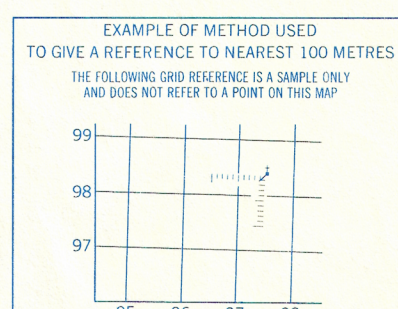 EXAMPLE OF METHOD USED
TO GIVE A REFERENCE TO NEAREST 100 METRES
THE FOLLOWING GRID REFERENCE IS A SAMPLE ONLY
AND DOES NOT REFER TO A POINT ON THIS MAP
99
98
97